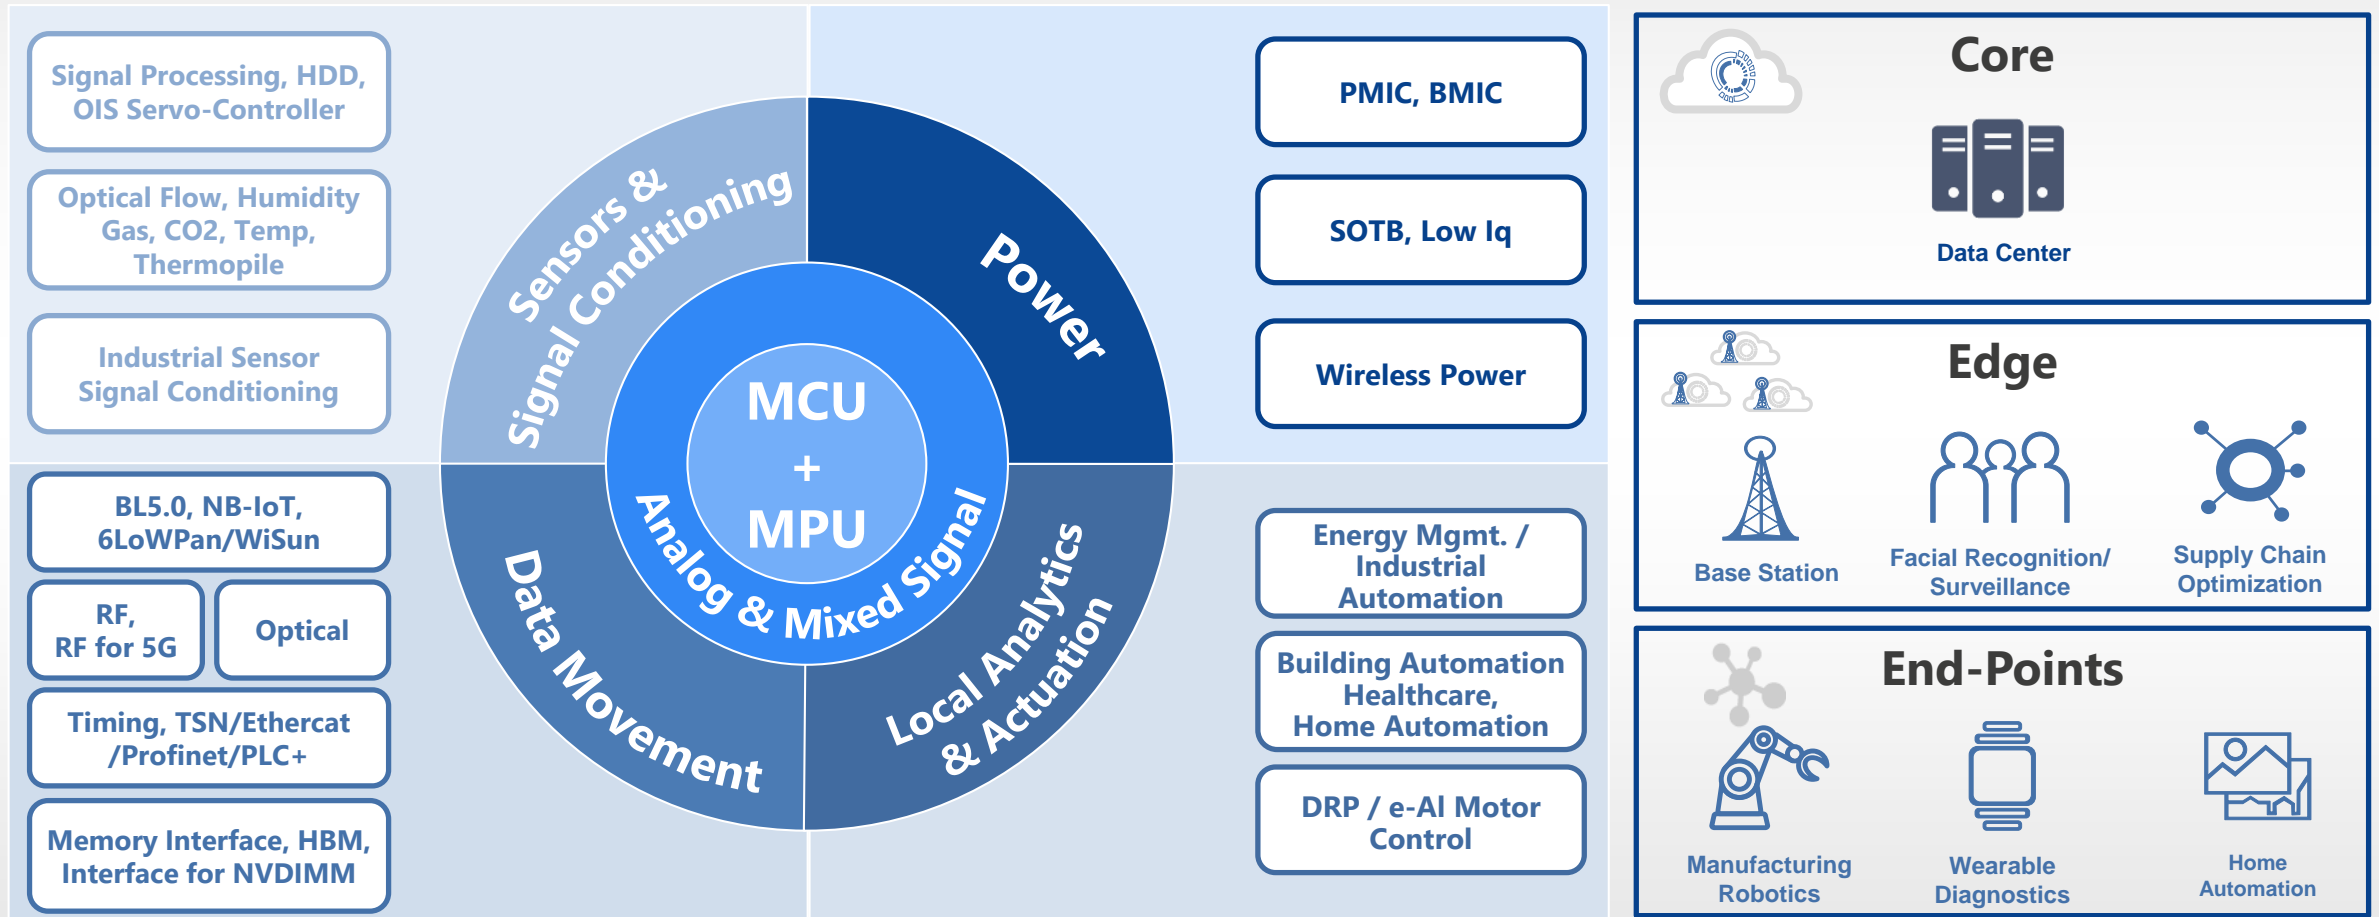 Signal Processing, HDD,
OIS Servo-Controller
Optical Flow, Humidity
Gas, CO2, Temp,
Thermopile
Industrial Sensor
Signal Conditioning
BL5.0, NB-IoT,
6LoWPan/WiSun
RF,
RF for 5G
Optical
Timing, TSN/Ethercat
/Profinet/PLC+
Memory Interface, HBM,
Interface for NVDIMM
Sensors &
Signal Conditioning
Power
MCU
+
MPU
Analog & Mixed Signal
Data Movement
Local Analytics
& Actuation
PMIC, BMIC
SOTB, Low Iq
Wireless Power
Energy Mgmt. /
Industrial
Automation
Building Automation
Healthcare,
Home Automation
DRP / e-Al Motor
Control
Core
Data Center
Edge
Base Station
Facial Recognition/
Surveillance
Supply Chain
Optimization
End-Points
Manufacturing
Robotics
Wearable
Diagnostics
Home
Automation